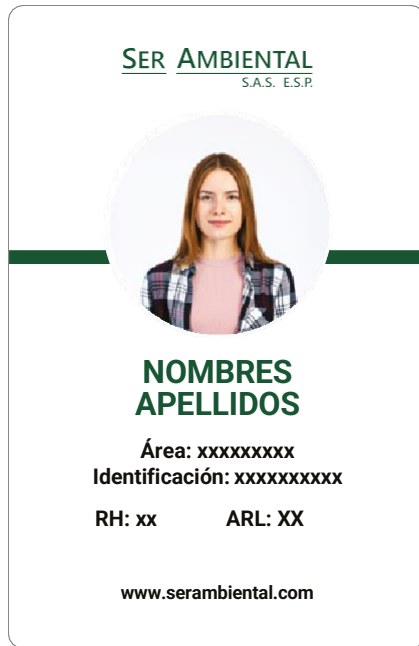 SER AMBIENTAL
S.A.S. E.S.P.
NOMBRES
APELLIDOS
Área: xxxxxxxxx
Identificación: xxxxxxxxxx
RH: xx ARL: XX
www.serambiental.com